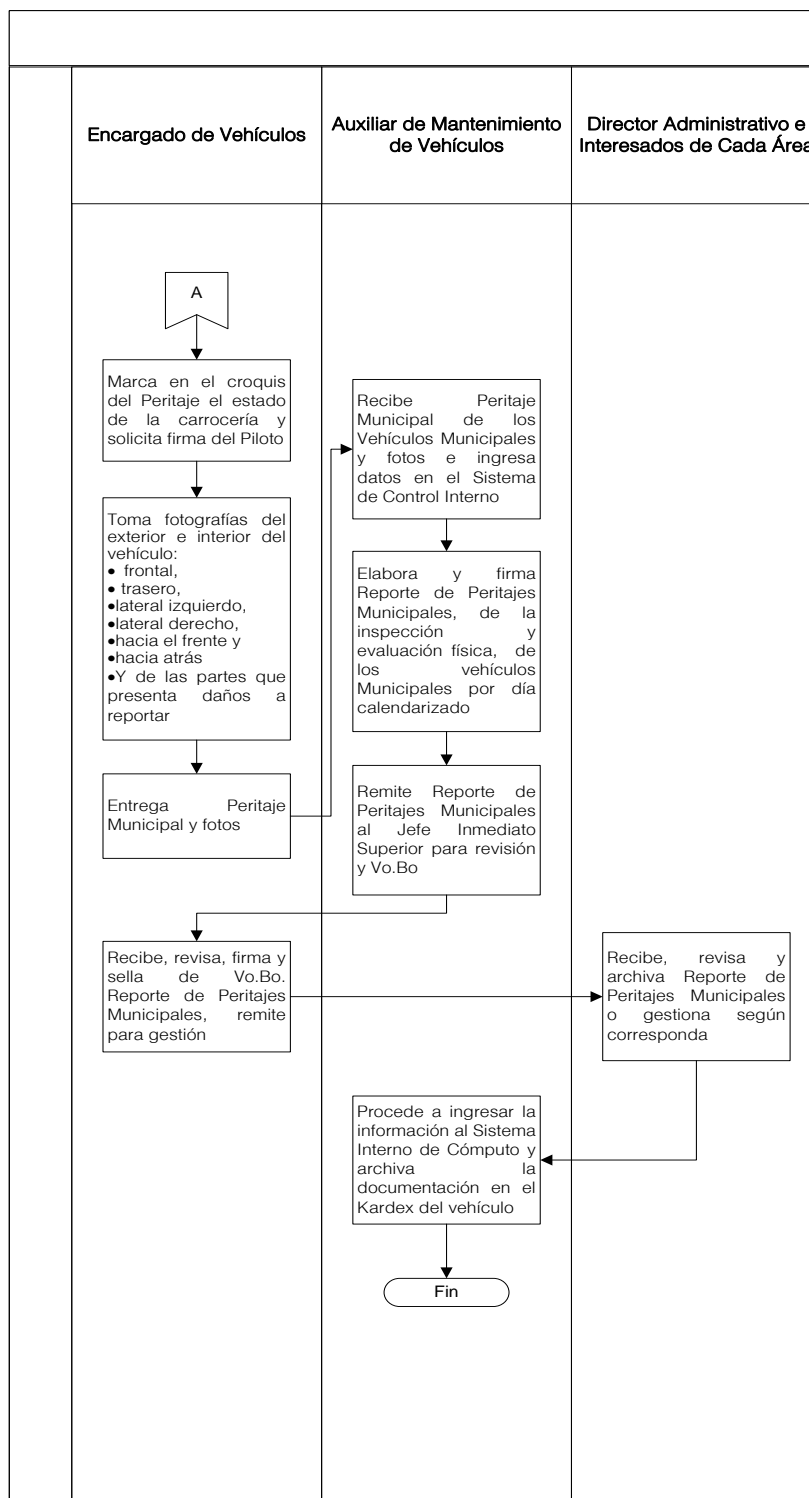 Encargado de Vehículos
Auxiliar de Mantenimiento
de Vehículos
Director Administrativo e
Interesados de Cada Área
A
Marca en el croquis
del Peritaje el estado
de la carrocería y
solicita firma del Piloto
Toma fotografías del
exterior e interior del
vehículo:
• frontal,
• trasero,
•lateral izquierdo,
•lateral derecho,
•hacia el frente y
•hacia atrás
•Y de las partes que
presenta daños a
reportar
Entrega Peritaje
Municipal y fotos
Recibe Peritaje
Municipal de los
Vehículos Municipales
y fotos e ingresa
datos en el Sistema
de Control Interno
Elabora y firma
Reporte de Peritajes
Municipales, de la
inspección y
evaluación física, de
los vehículos
Municipales por día
calendarizado
Remite Reporte de
Peritajes Municipales
al Jefe Inmediato
Superior para revisión
y Vo.Bo
Recibe, revisa, firma y
sella de Vo.Bo.
Reporte de Peritajes
Municipales, remite
para gestión
Recibe, revisa y
archiva Reporte de
Peritajes Municipales
o gestiona según
corresponda
Procede a ingresar la
información al Sistema
Interno de Cómputo y
archiva la
documentación en el
Kardex del vehículo
Fin